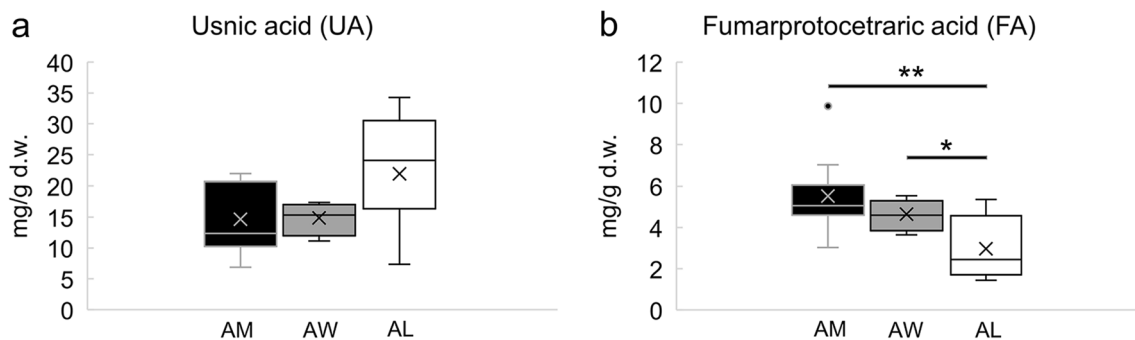 a
Usnic acid (UA)
mg/g d.w.
40
35
30
25
20
15
10
5
0
AM
AW
AL
b
Fumarprotocetraric acid (FA)
mg/g d.w.
12
10
8
6
4
2
0
**
*
AM
AW
AL